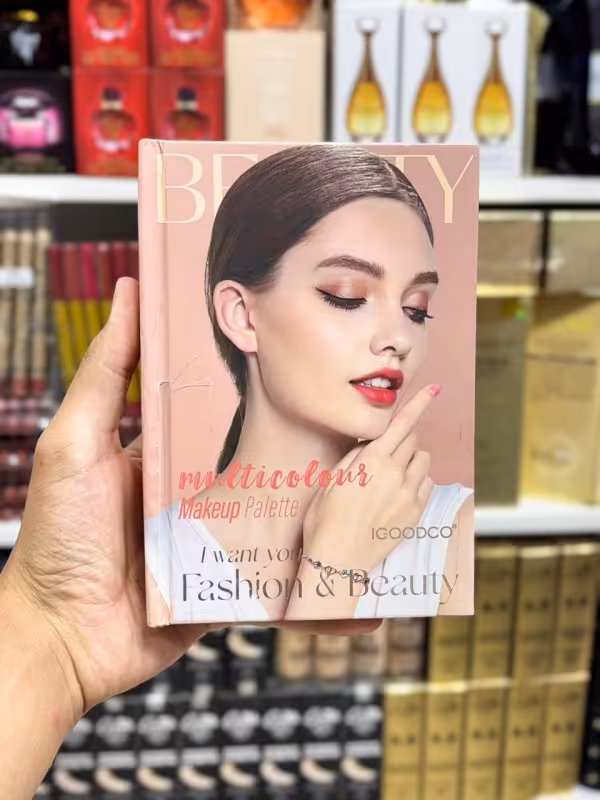 BEAUTY
multicolour
Makeup Palette
IGOODCO®
I want you
Fashion & Beauty